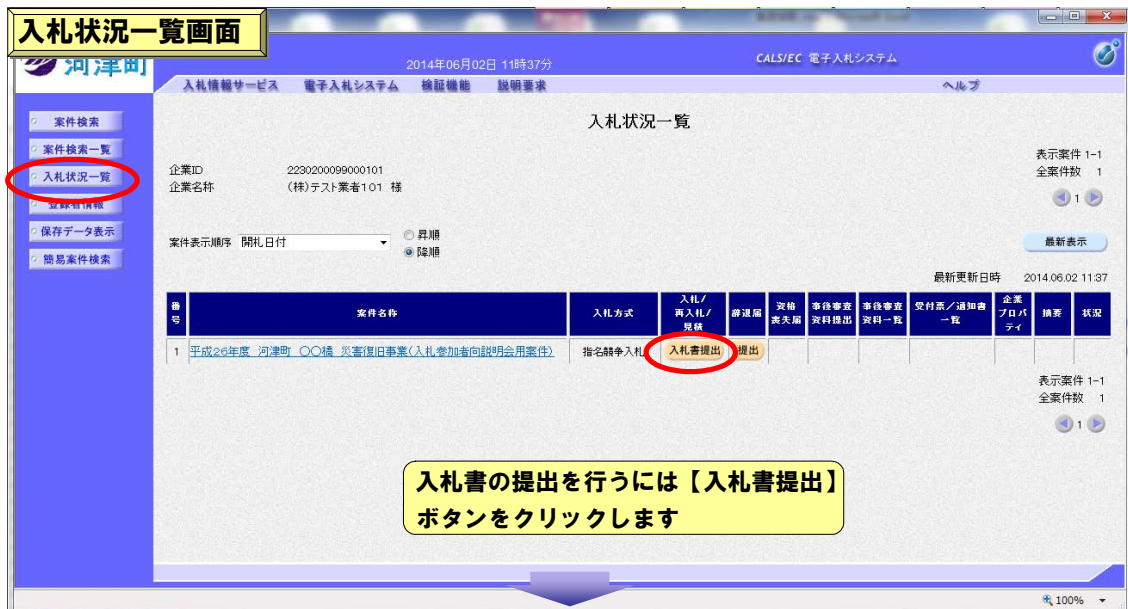 入札状況一覧画面
河津町
2014年06月02日 11時37分
CALS/EC 電子入札システム
入札情報サービス 電子入札システム 検証機能 説明要求 ヘルプ
案件検索
案件検索一覧
入札状況一覧
登録者情報
保存データ表示
簡易案件検索
入札状況一覧
表示案件 1-1
全案件数 1
1
企業ID 2230200099000101
企業名称 (株)テスト業者101 様
案件表示順序 開札日付
昇順
降順
最新表示
最新更新日時 2014.06.02 11:37
番号 案件名称 入札方式 入札/再入札/見積 辞退届 資格喪失届 事後審査資料提出 事後審査資料一覧 受付票/通知書一覧 企業プロパティ 摘要 状況
1 平成26年度 河津町 〇〇橋 災害復旧事業(入札参加者向説明会用案件) 指名競争入札 入札書提出 提出
表示案件 1-1
全案件数 1
1
入札書の提出を行うには【入札書提出】
ボタンをクリックします
100%